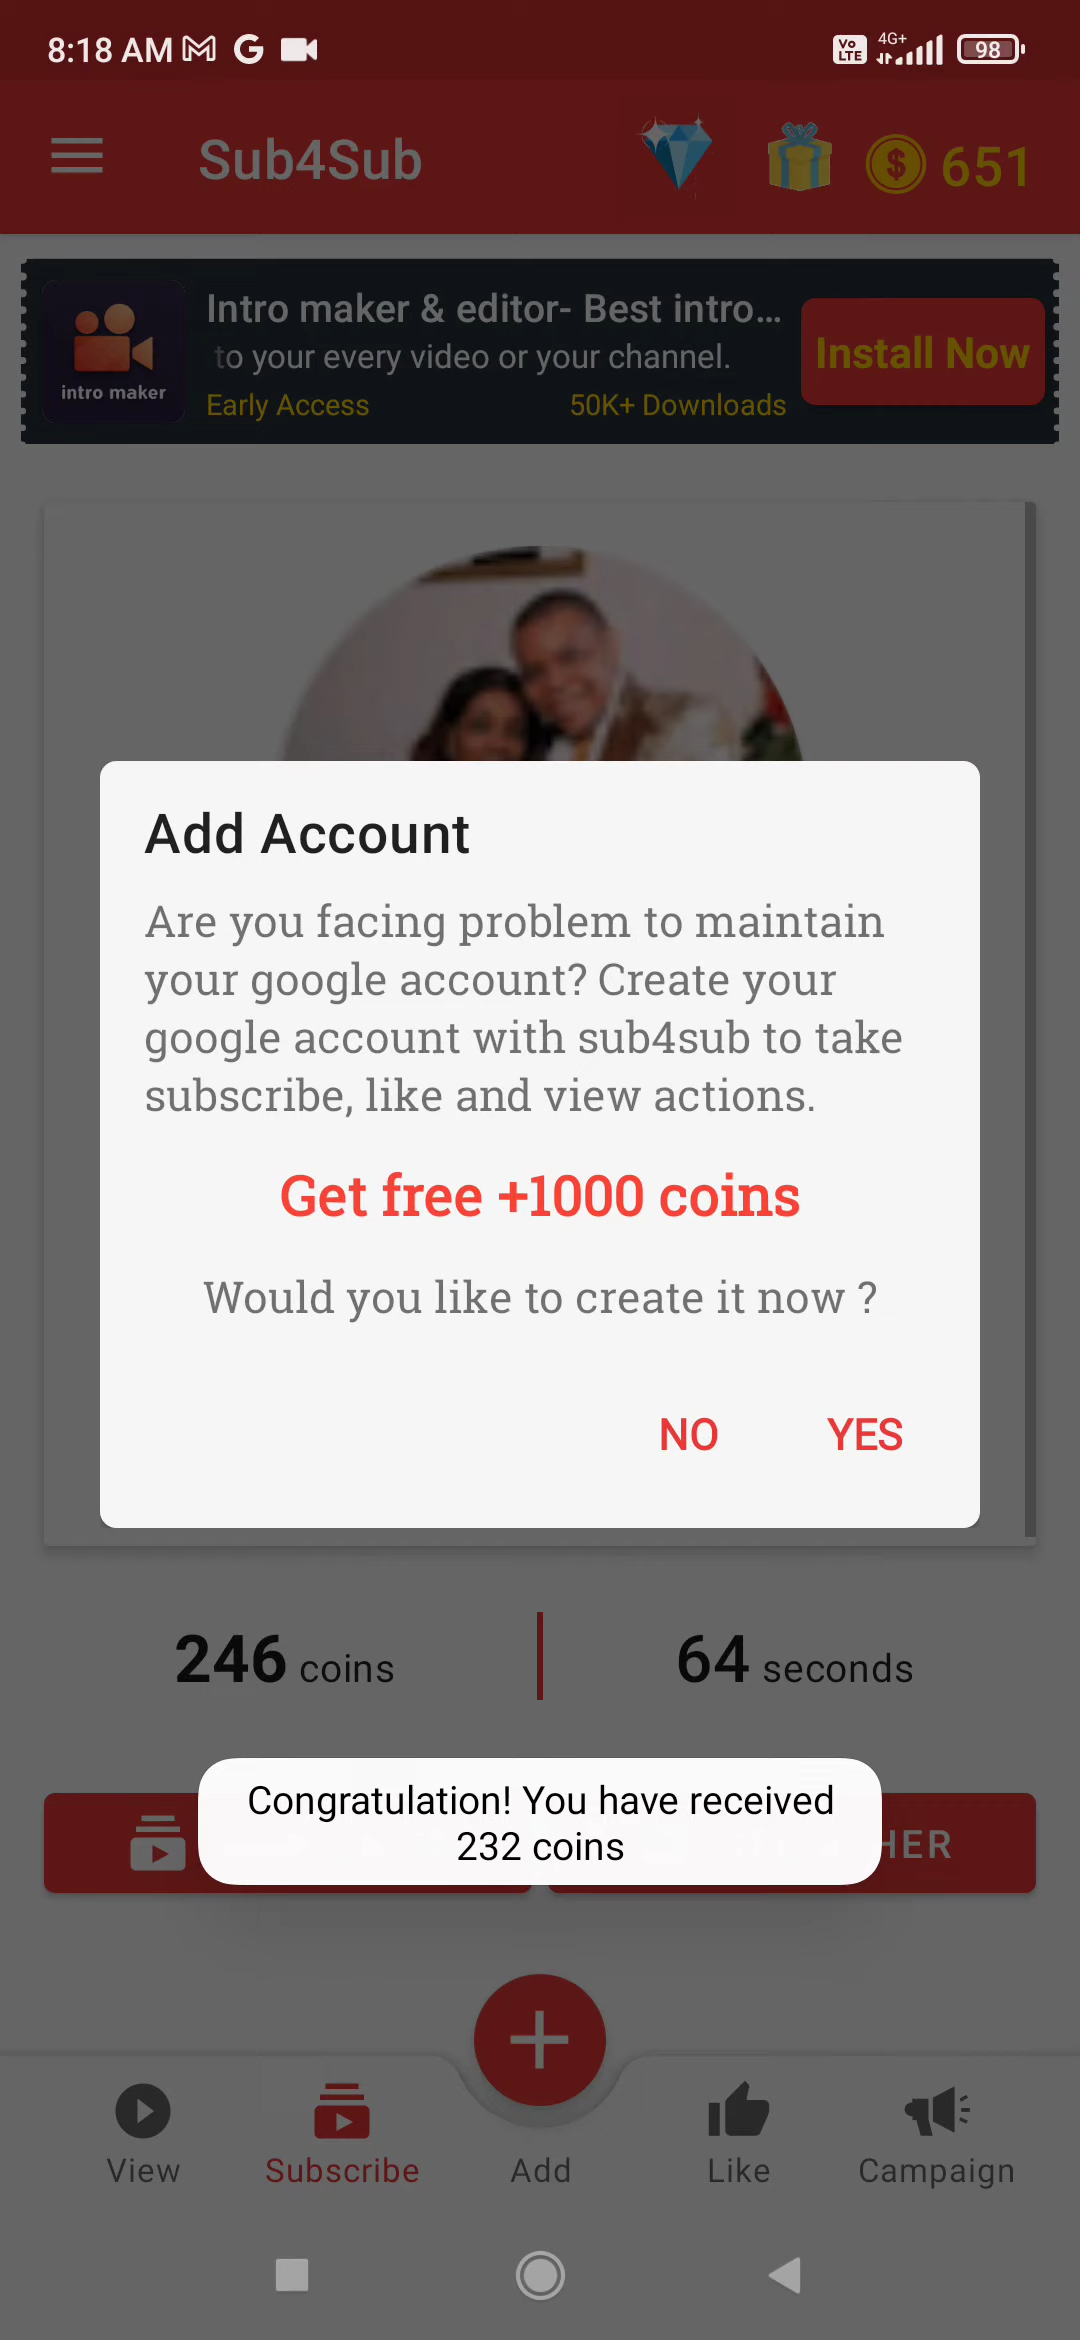 8:18 AM
Vo LTE 4G+ 98
Sub4Sub
651
Intro maker & editor- Best intro...
to your every video or your channel.
Early Access 50K+ Downloads
Install Now
intro maker
Add Account
Are you facing problem to maintain
your google account? Create your
google account with sub4sub to take
subscribe, like and view actions.
Get free +1000 coins
Would you like to create it now ?
NO YES
246 coins
64 seconds
Congratulation! You have received
232 coins
View
Subscribe
Add
Like
Campaign